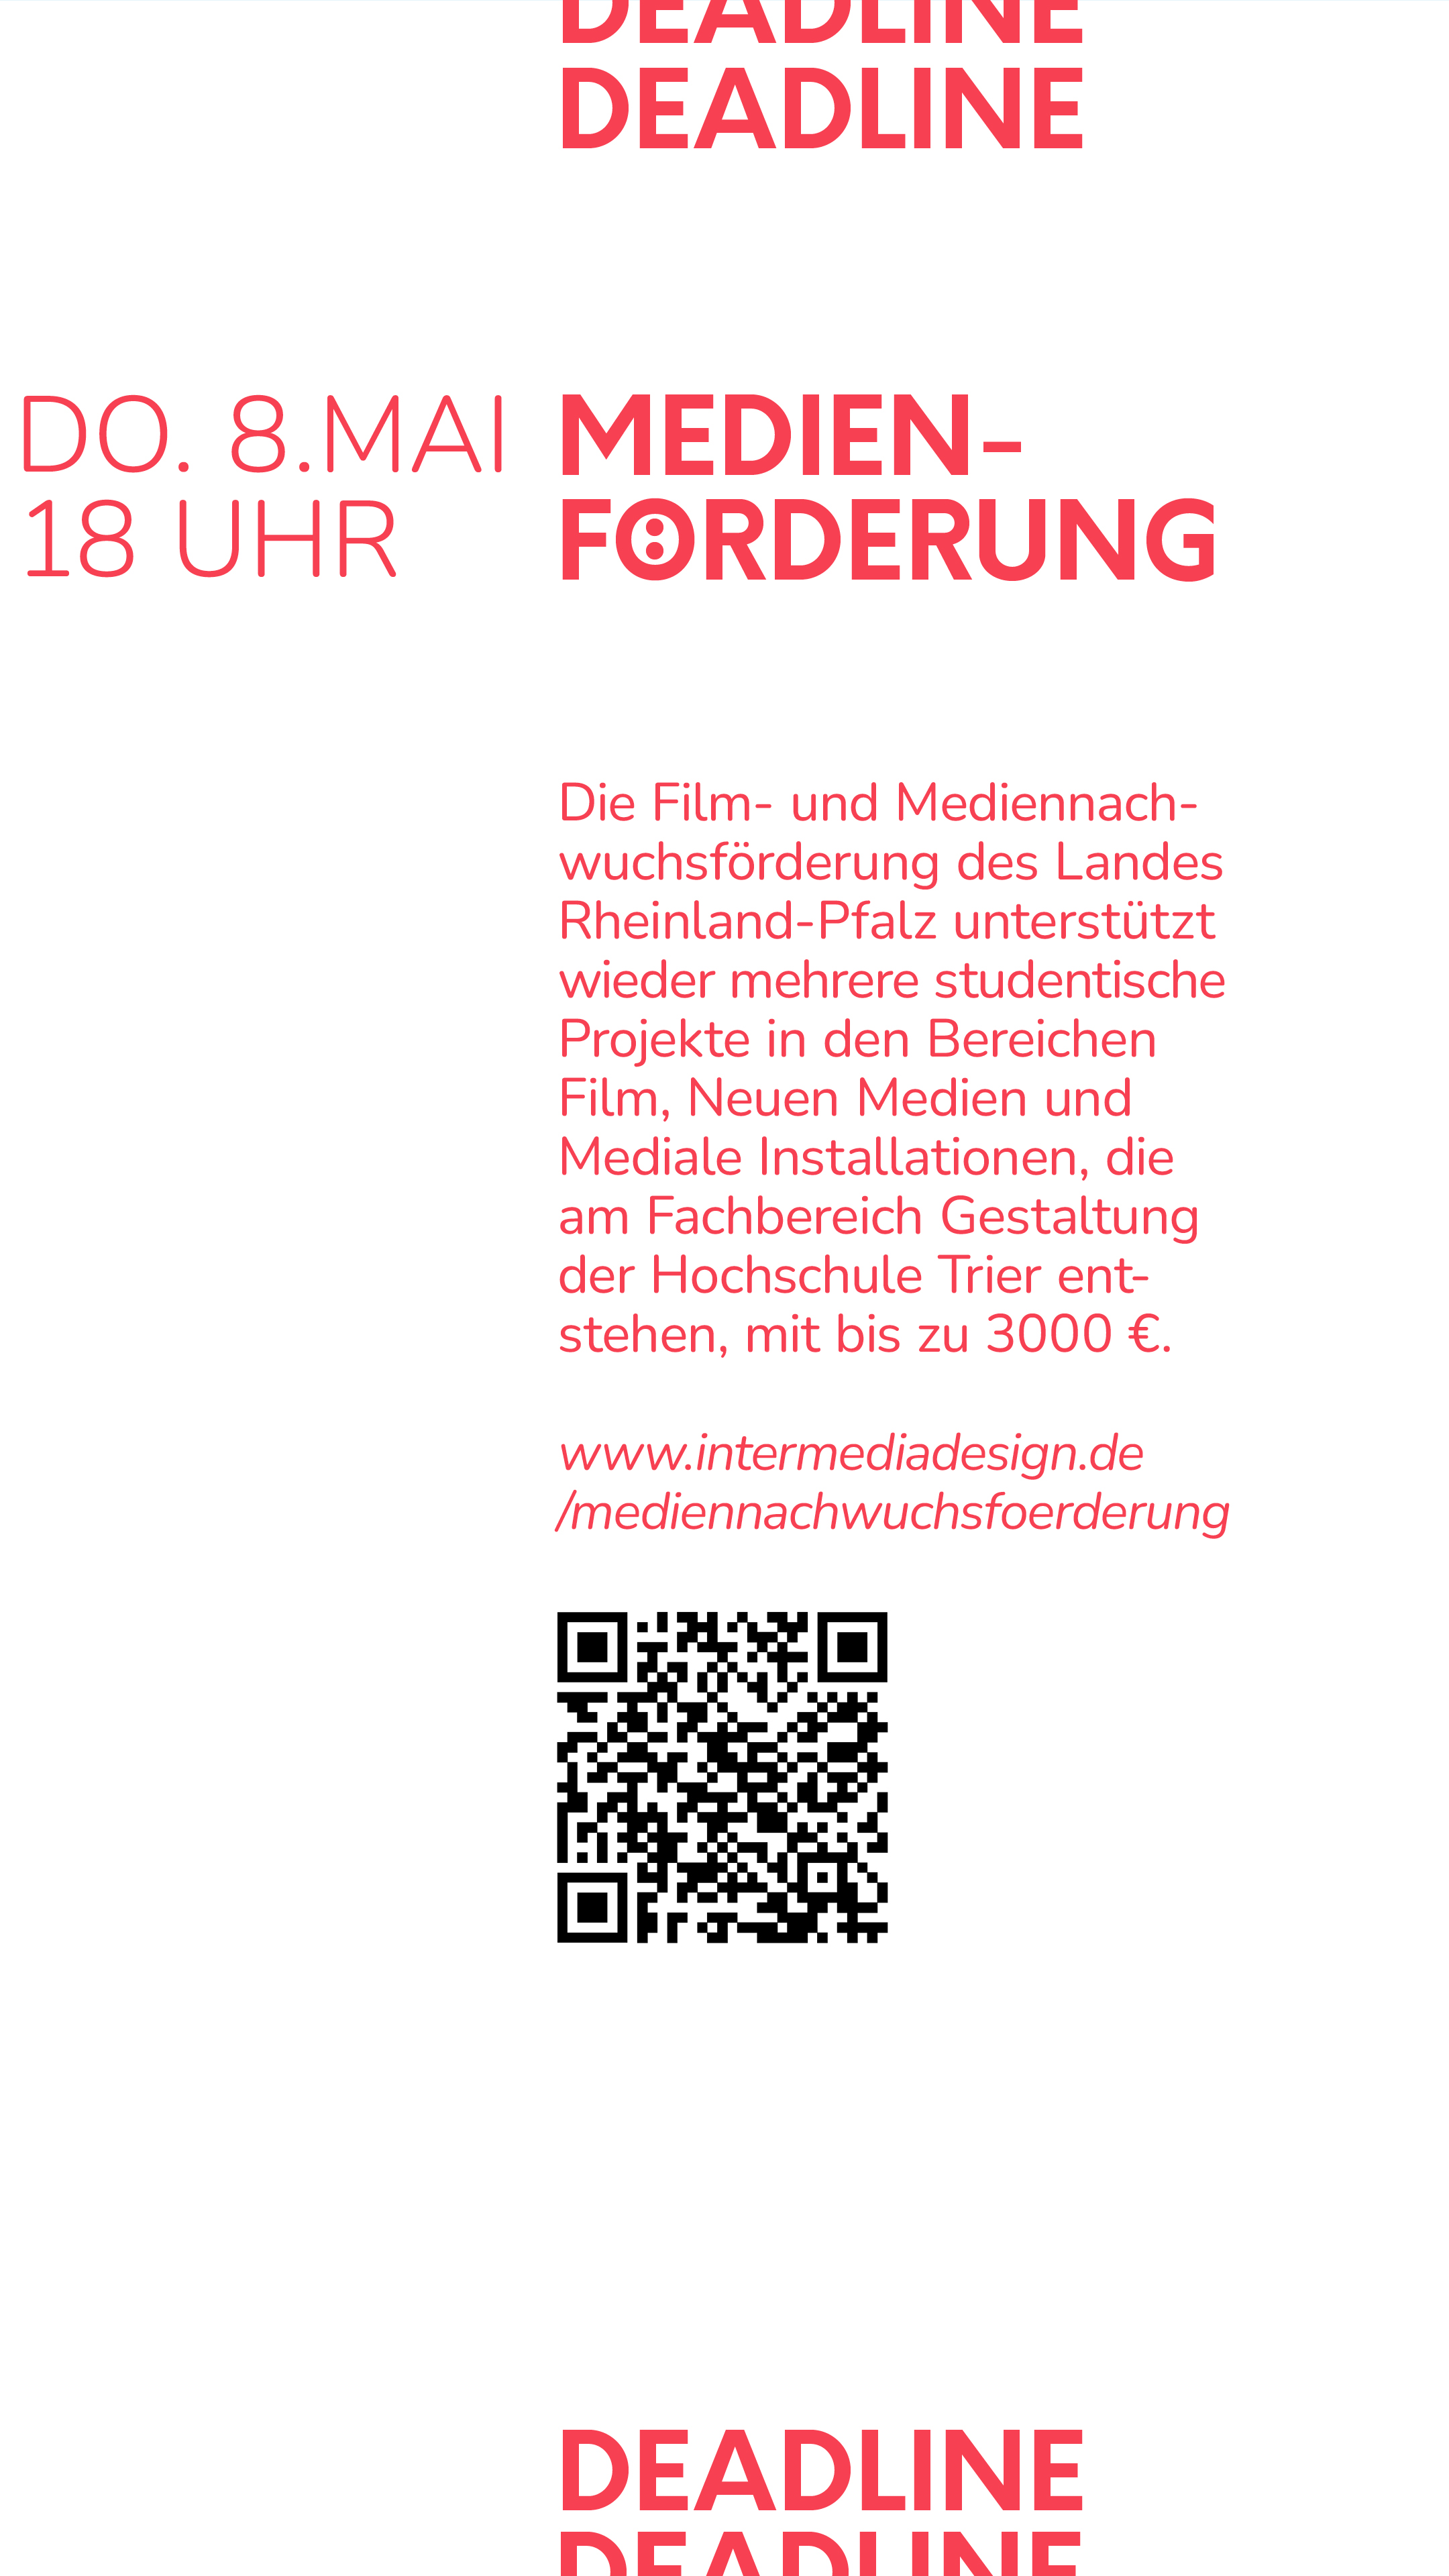 DEADLINE
DEADLINE
DO. 8.MAI
18 UHR
MEDIEN-
FÖRDERUNG
Die Film- und Mediennach-
wuchsförderung des Landes
Rheinland-Pfalz unterstützt
wieder mehrere studentische
Projekte in den Bereichen
Film, Neuen Medien und
Mediale Installationen, die
am Fachbereich Gestaltung
der Hochschule Trier ent-
stehen, mit bis zu 3000 €.
www.intermediadesign.de
/mediennachwuchsfoerderung
DEADLINE
DEADLINE